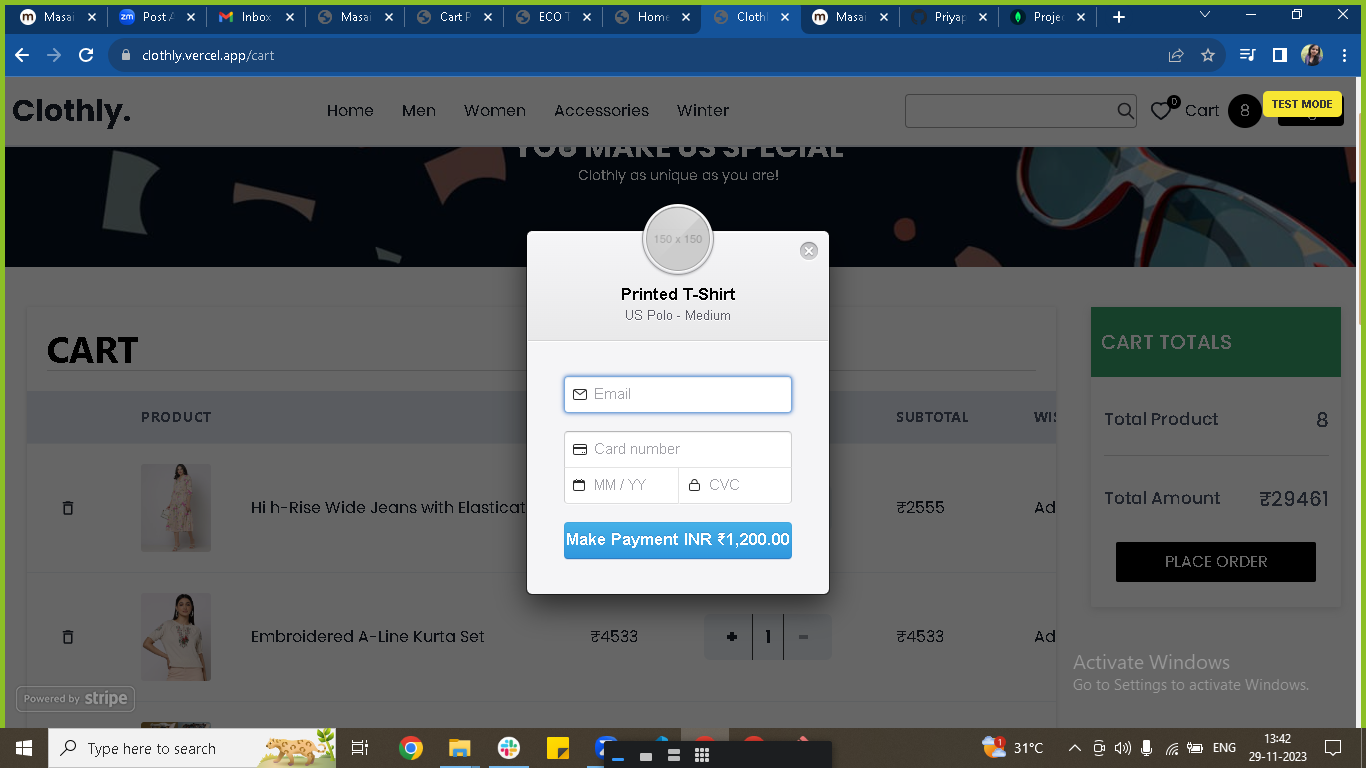 Masai
Post A
Inbox
Masai
Cart P
ECO T
Home
Clothl
Masai
Priyap
Projec
clothly.vercel.app/cart
Clothly.
Home
Men
Women
Accessories
Winter
0
Cart
8
TEST MODE
YOU MAKE US SPECIAL
Clothly as unique as you are!
150 x 150
Printed T-Shirt
US Polo - Medium
CART
CART TOTALS
Email
PRODUCT
SUBTOTAL
WIS
Total Product
8
Card number
MM / YY
CVC
Hi h-Rise Wide Jeans with Elasticat
₹2555
Ad
Total Amount
₹29461
Make Payment INR ₹1,200.00
PLACE ORDER
Embroidered A-Line Kurta Set
₹4533
+
1
-
₹4533
Ad
Activate Windows
Go to Settings to activate Windows.
Powered by stripe
Type here to search
1
31°C
ENG
13:42
29-11-2023